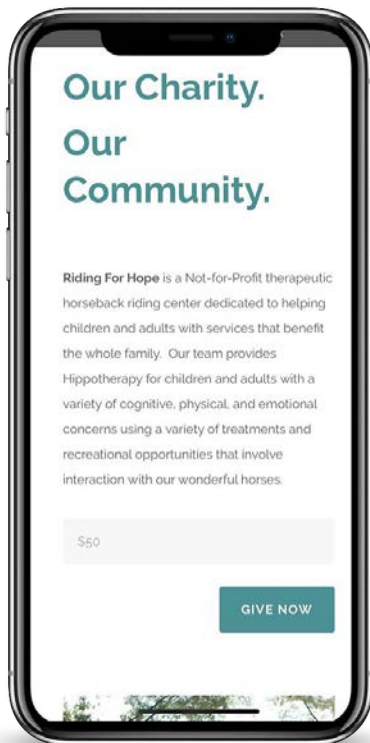 Our Charity.
Our
Community.
Riding For Hope is a Not-for-Profit therapeutic
horseback riding center dedicated to helping
children and adults with services that benefit
the whole family. Our team provides
Hippotherapy for children and adults with a
variety of cognitive, physical, and emotional
concerns using a variety of treatments and
recreational opportunities that involve
interaction with our wonderful horses.
$50
GIVE NOW